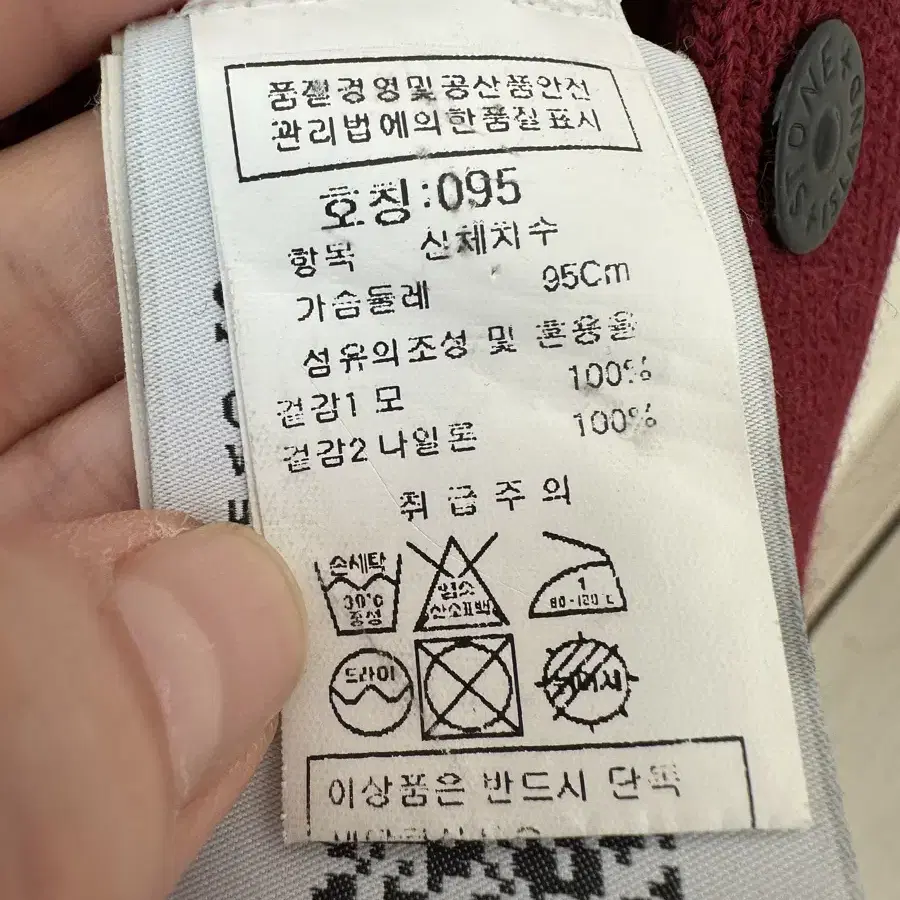 품질경영및공산품안전
관리법에의한품질표시
호칭:095
항목 신체치수
가슴둘레 95Cm
섬유의조성 및 혼용율
겉감1 모 100%
겉감2 나일론 100%
취급주의
손세탁
30°C
중성
염소
산소표백
1
80-120℃
드라이
이상품은 반드시 단독
STONE